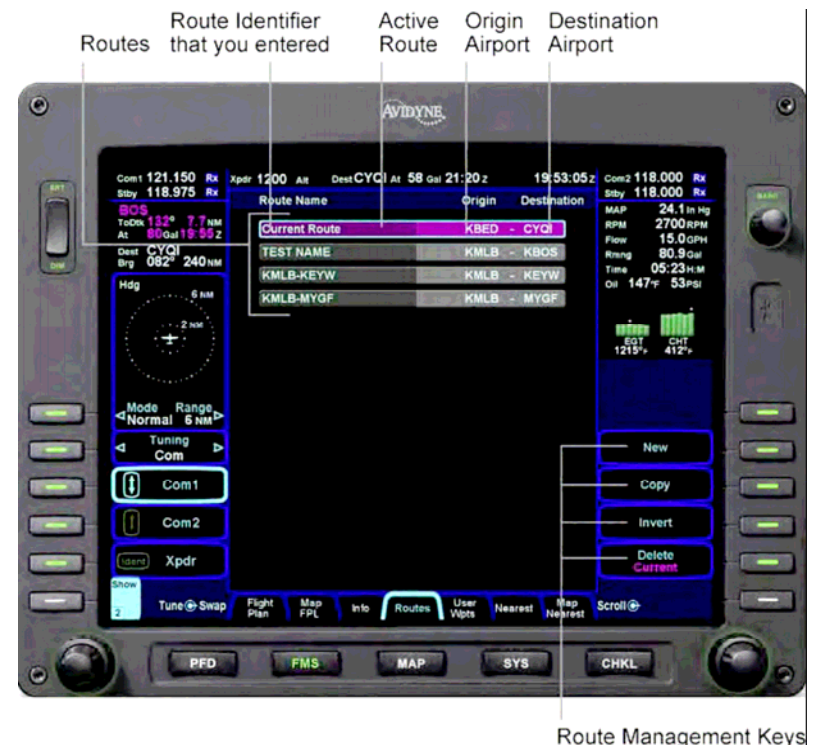 Routes
Route Identifier
that you entered
Active
Route
Origin
Airport
Destination
Airport
AVIDYNE
BRT
DIM
BARO
Com1 121.150 Rx
Stby 118.975 Rx
Xpdr 1200 Alt Dest CYQI At 58 Gal 21:20 z 19:53:05 z
Com2 118.000 Rx
Stby 118.000 Rx
BOS
ToDtk 132° 7.7 NM
At 80 Gal 19:55 z
Dest CYQI
Brg 082° 240 NM
Hdg
6 NM
2 NM
Mode Range
Normal 6 NM
Tuning
Com
Com1
Com2
Ident Xpdr
Show
2
Tune Swap
Route Name Origin Destination
Current Route KBED - CYQI
TEST NAME KMLB - KBOS
KMLB-KEYW KMLB - KEYW
KMLB-MYGF KMLB - MYGF
MAP 24.1 In Hg
RPM 2700 RPM
Fflow 15.0 GPH
Rmng 80.9 Gal
Time 05:23 H:M
Oil 147°F 53 PSI
EGT CHT
1215°F 412°F
New
Copy
Invert
Delete
Current
Flight
Plan
Map
FPL
Info
Routes
User
Wpts
Nearest
Map
Nearest
Scroll
PFD FMS MAP SYS CHKL
Route Management Keys